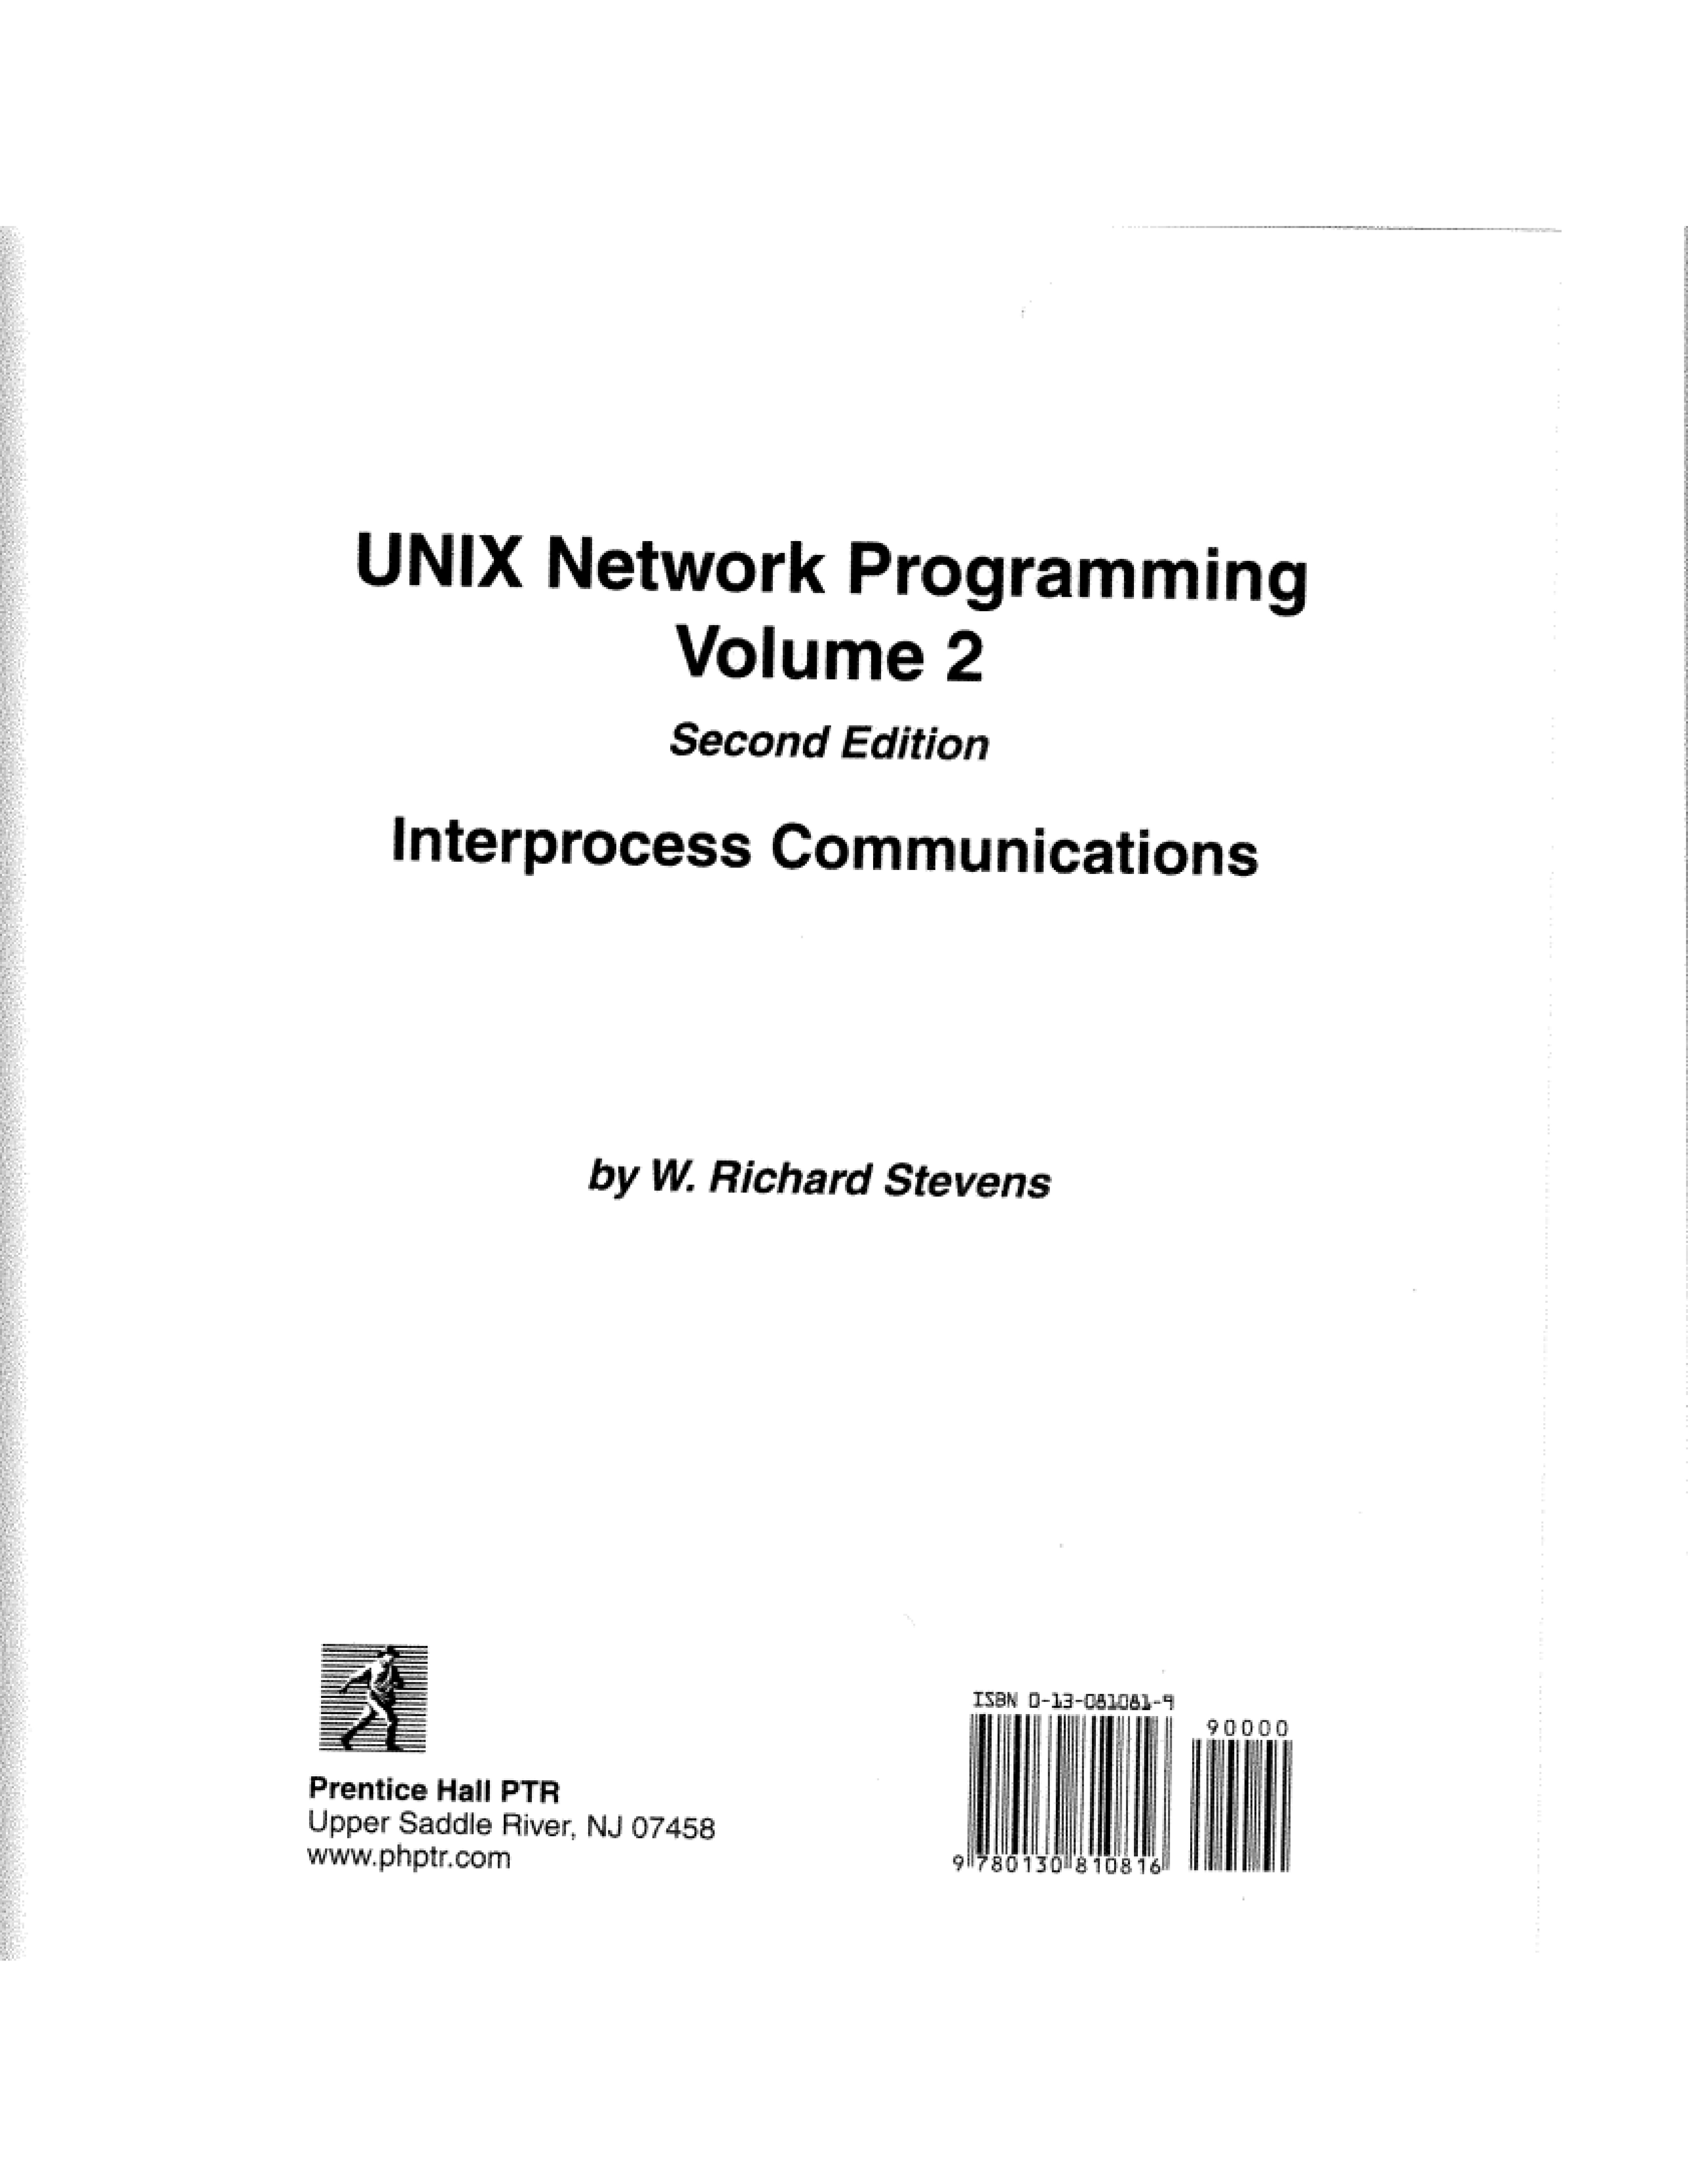 UNIX Network Programming
Volume 2
Second Edition
Interprocess Communications
by W. Richard Stevens
Prentice Hall PTR
Upper Saddle River, NJ 07458
www.phptr.com
ISBN 0-13-081081-9
90000
9 780130 810816